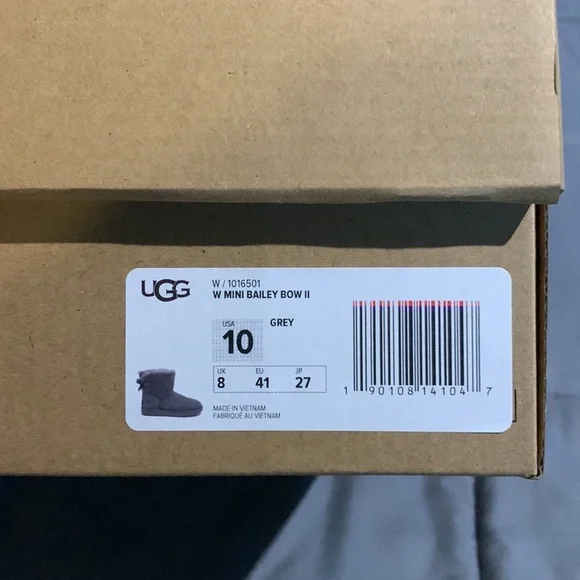 UGG
W / 1016501
W MINI BAILEY BOW II
USA
10
GREY
UK EU JP
8 41 27
MADE IN VIETNAM
FABRIQUÉ AU VIETNAM
1 90108 14104 7